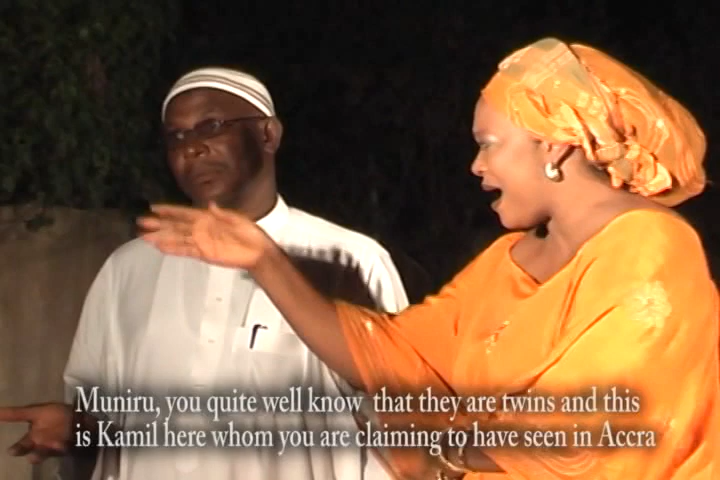 Muniru, you quite well know that they are twins and this
is Kamil here whom you are claiming to have seen in Accra